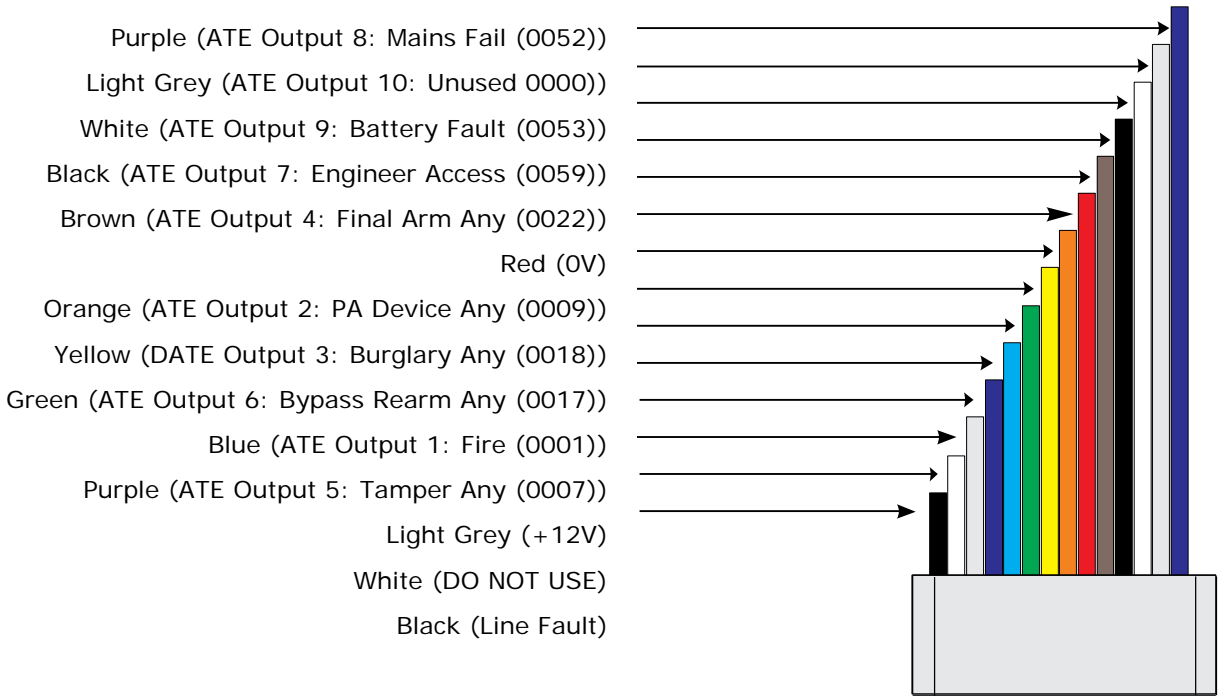 Purple (ATE Output 8: Mains Fail (0052))
Light Grey (ATE Output 10: Unused 0000))
White (ATE Output 9: Battery Fault (0053))
Black (ATE Output 7: Engineer Access (0059))
Brown (ATE Output 4: Final Arm Any (0022))
Red (0V)
Orange (ATE Output 2: PA Device Any (0009))
Yellow (DATE Output 3: Burglary Any (0018))
Green (ATE Output 6: Bypass Rearm Any (0017))
Blue (ATE Output 1: Fire (0001))
Purple (ATE Output 5: Tamper Any (0007))
Light Grey (+12V)
White (DO NOT USE)
Black (Line Fault)